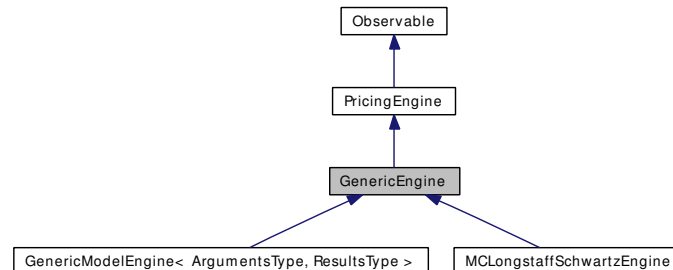 Observable
PricingEngine
GenericEngine
GenericModelEngine< ArgumentsType, ResultsType >
MCLongstaffSchwartzEngine